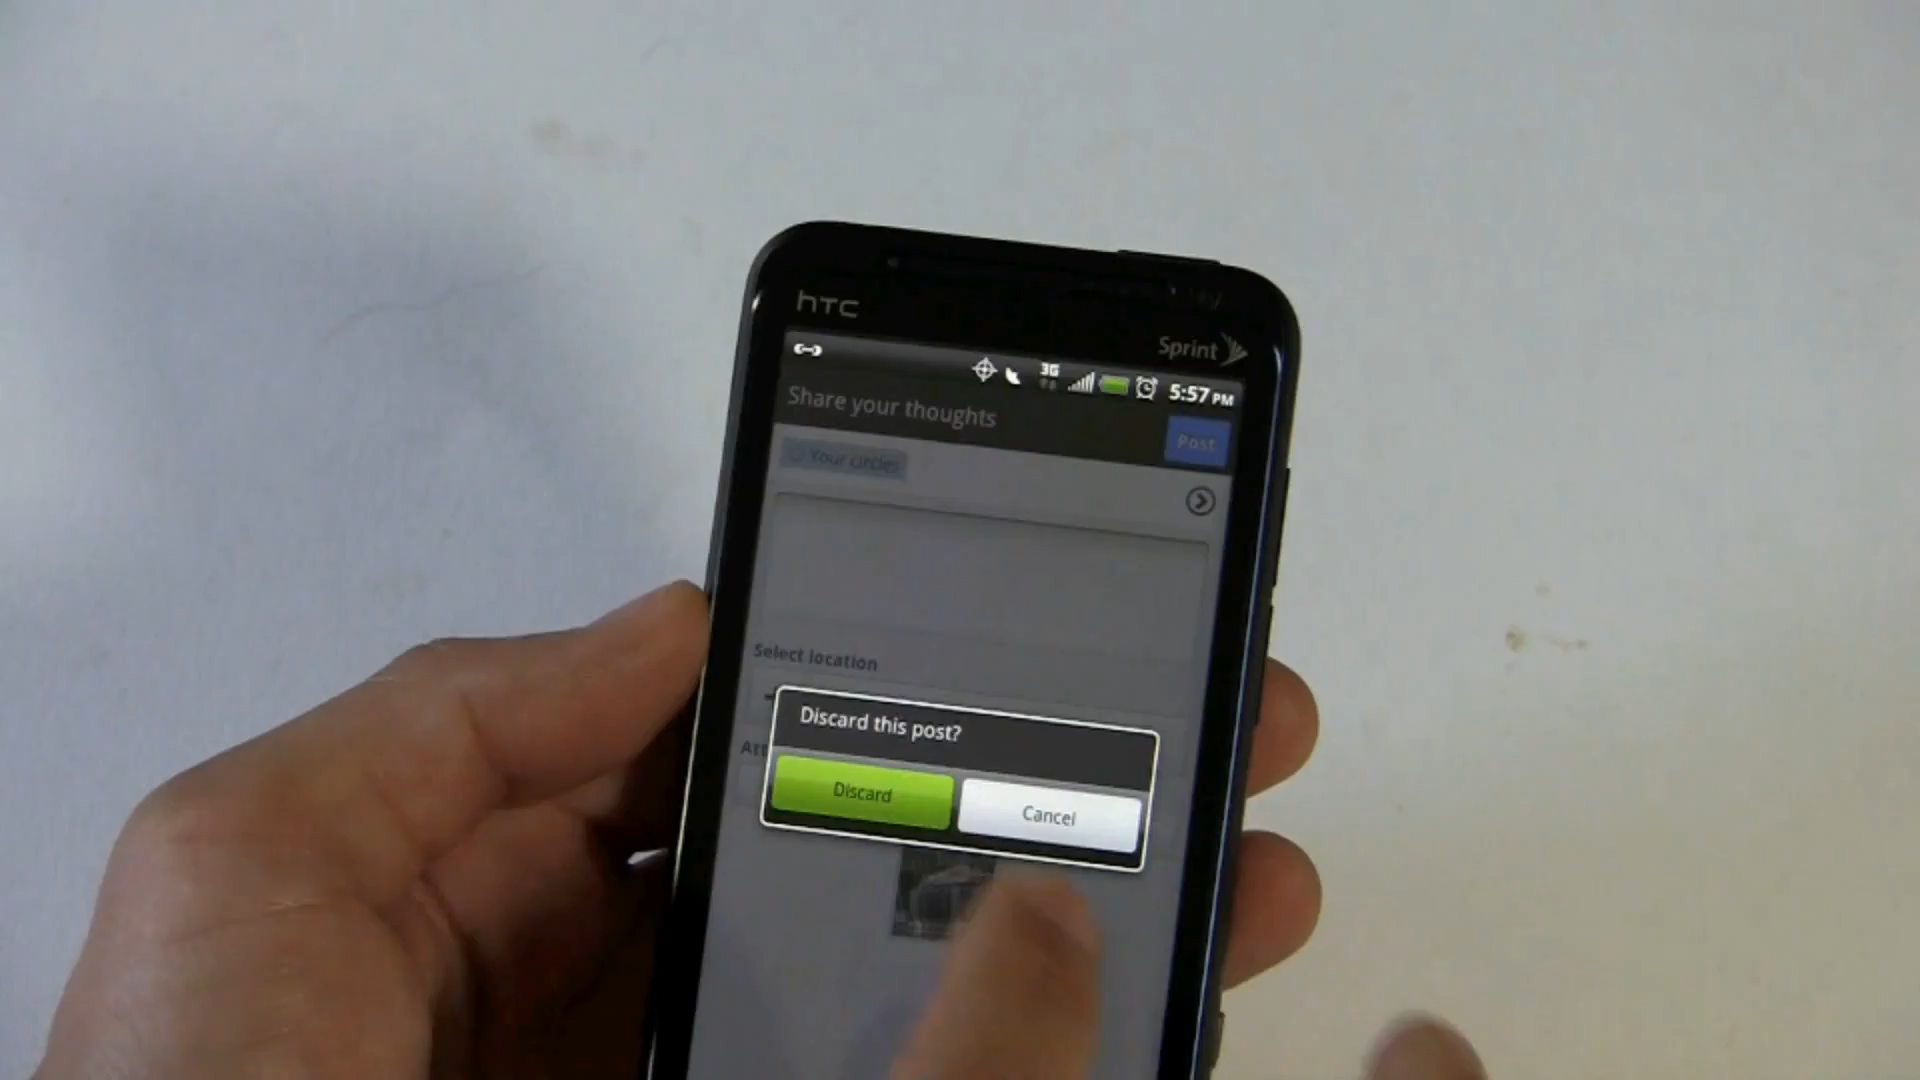 hTC
Sprint
3G
5:57 PM
Share your thoughts
Post
Your circles
Select location
Discard this post?
Discard
Cancel